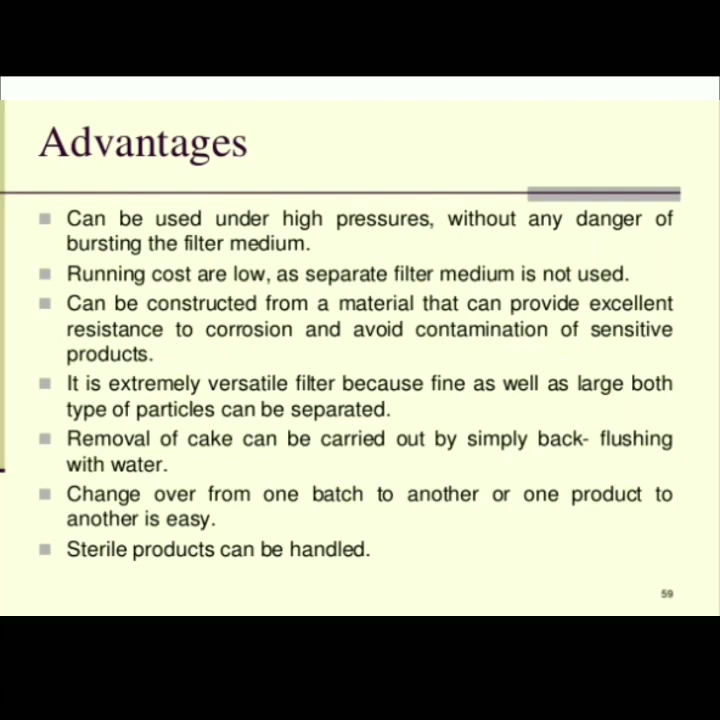 Advantages
Can be used under high pressures, without any danger of
bursting the filter medium.
Running cost are low, as separate filter medium is not used.
Can be constructed from a material that can provide excellent
resistance to corrosion and avoid contamination of sensitive
products.
It is extremely versatile filter because fine as well as large both
type of particles can be separated.
Removal of cake can be carried out by simply back- flushing
with water.
Change over from one batch to another or one product to
another is easy.
Sterile products can be handled.
59